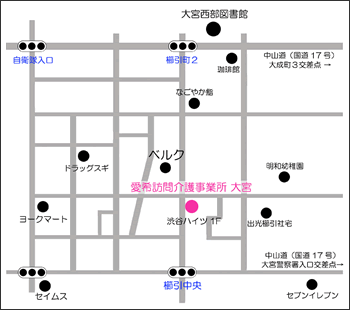 大宮西部図書館
自衛隊入口
櫛引町2
珈琲館
中山道（国道17号）
大成町3交差点 →
なごやか鮨
ベルク
ドラッグスギ
明和幼稚園
愛希訪問介護事業所 大宮
渋谷ハイツ 1F
ヨークマート
出光櫛引社宅
中山道（国道17号）
大宮警察署入口交差点→
セイムス
櫛引中央
セブンイレブン